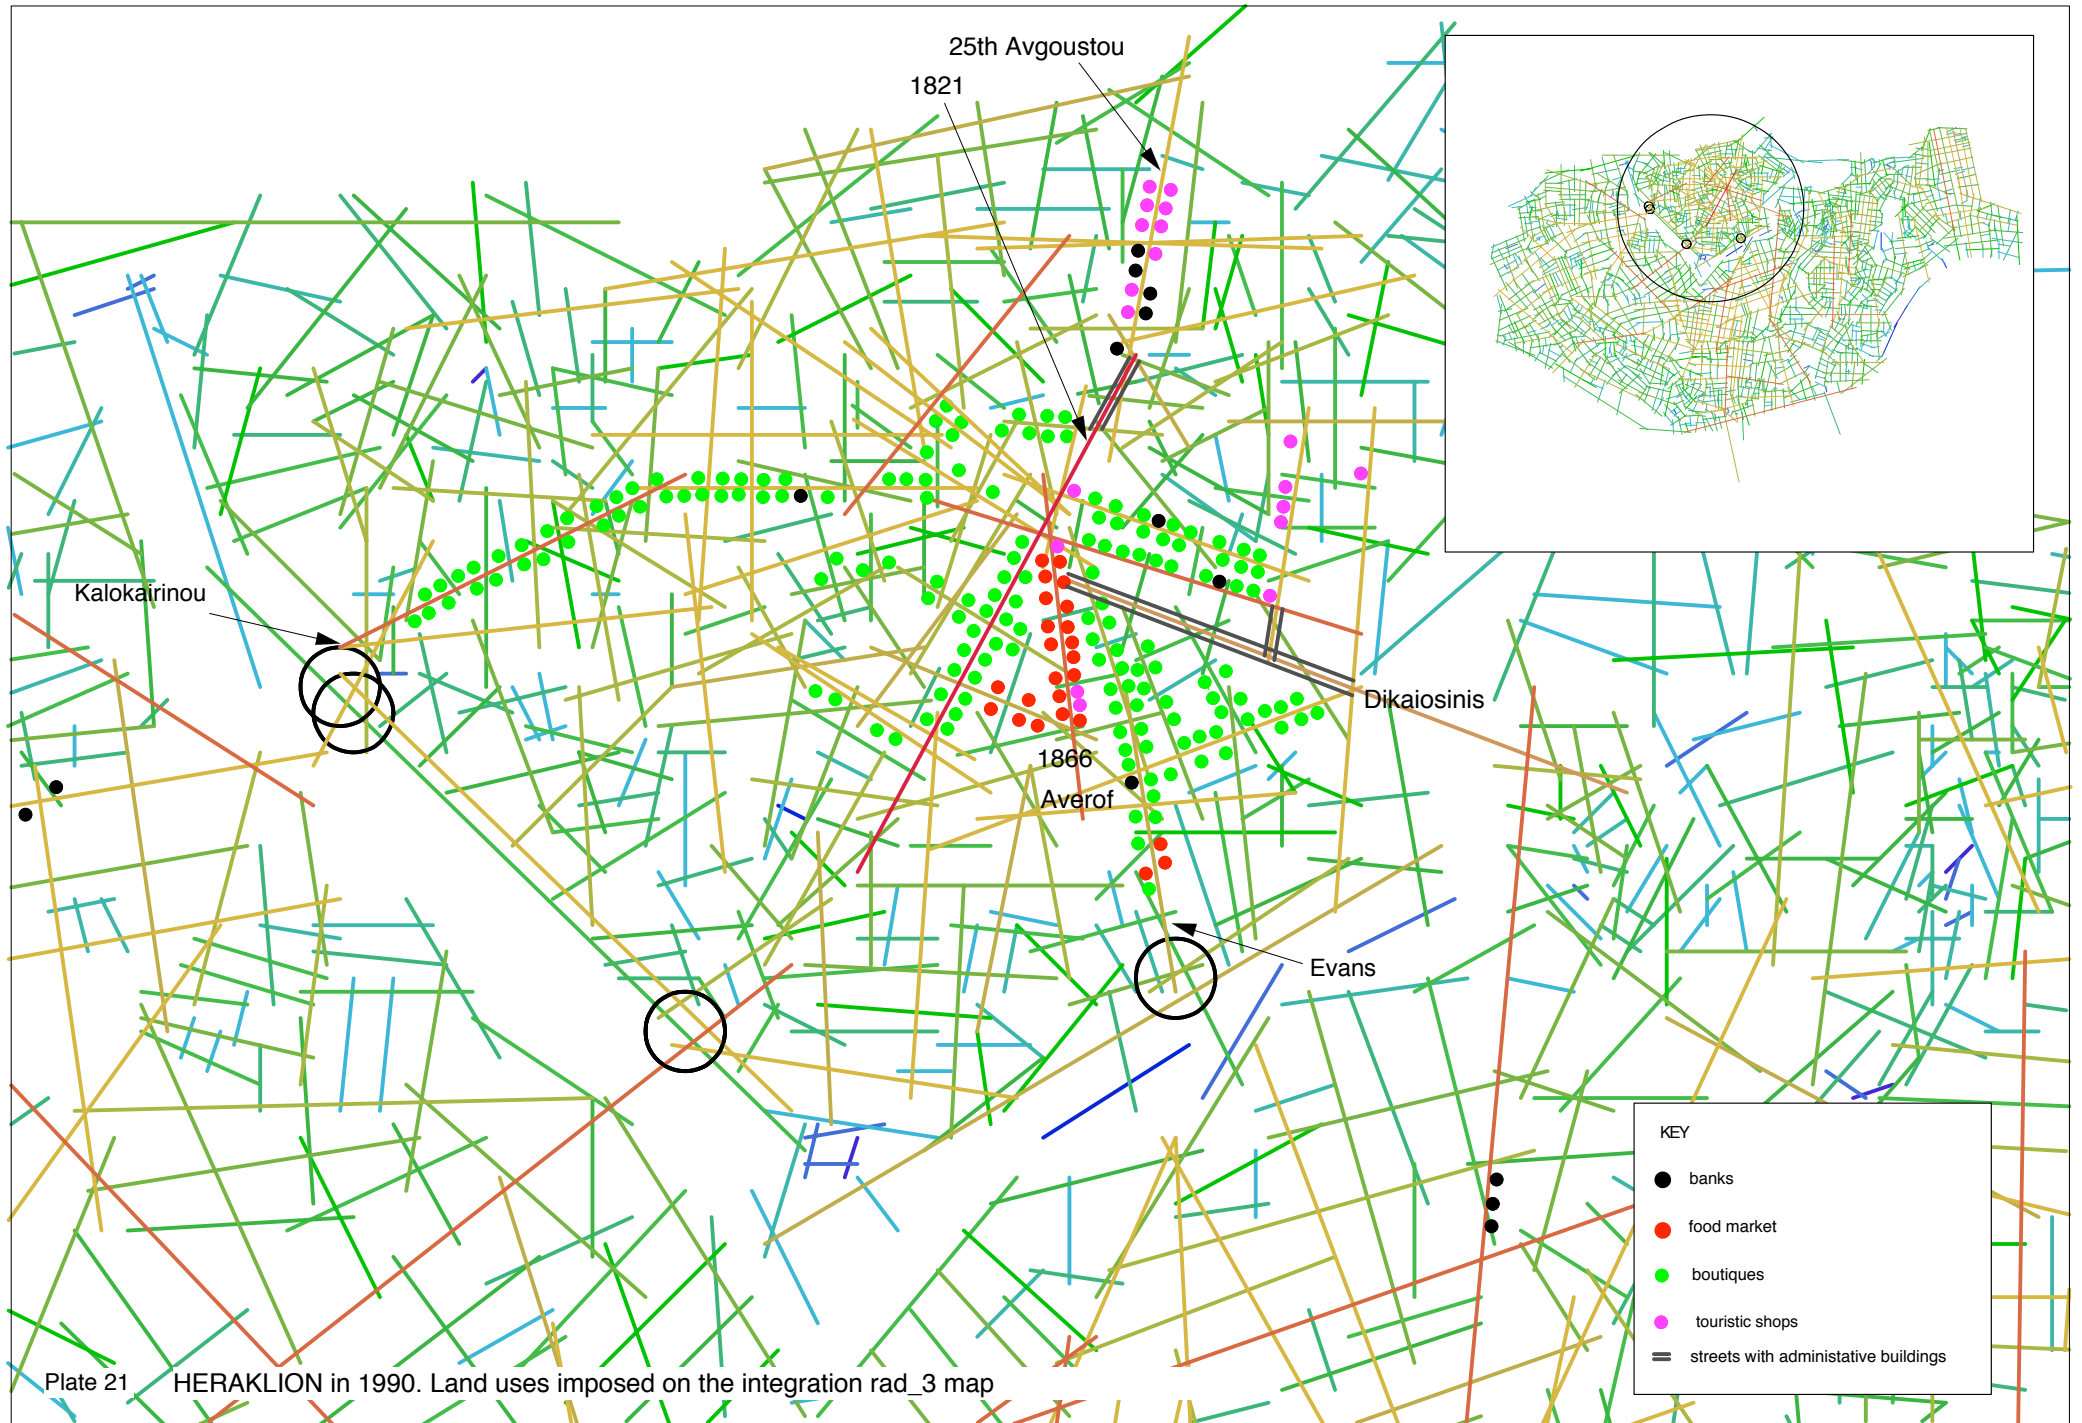 25th Avgoustou
1821
Kalokairinou
Dikaiosinis
1866
Averof
Evans
KEY
banks
food market
boutiques
touristic shops
streets with administative buildings
Plate 21 HERAKLION in 1990. Land uses imposed on the integration rad_3 map